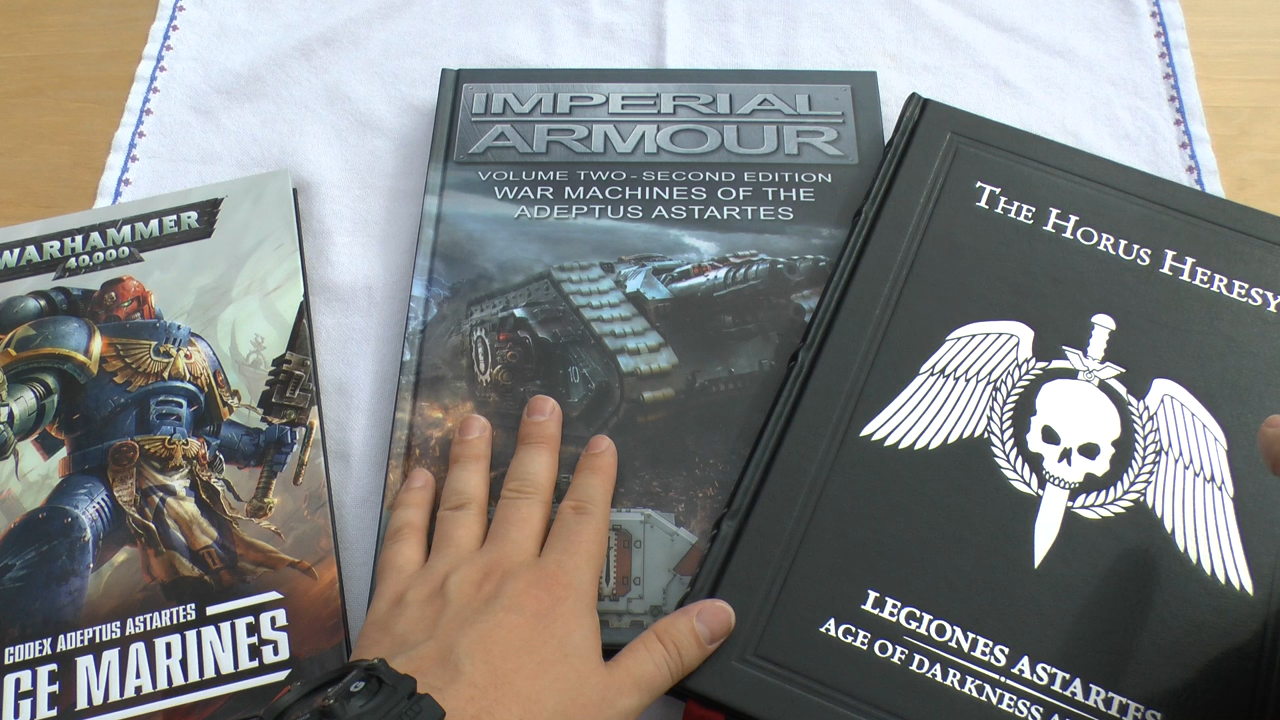 WARHAMMER
40,000
CODEX ADEPTUS ASTARTES
CE MARINES
IMPERIAL
ARMOUR
VOLUME TWO - SECOND EDITION
WAR MACHINES OF THE
ADEPTUS ASTARTES
10
THE HORUS HERESY
LEGIONES ASTARTES
AGE OF DARKNESS A